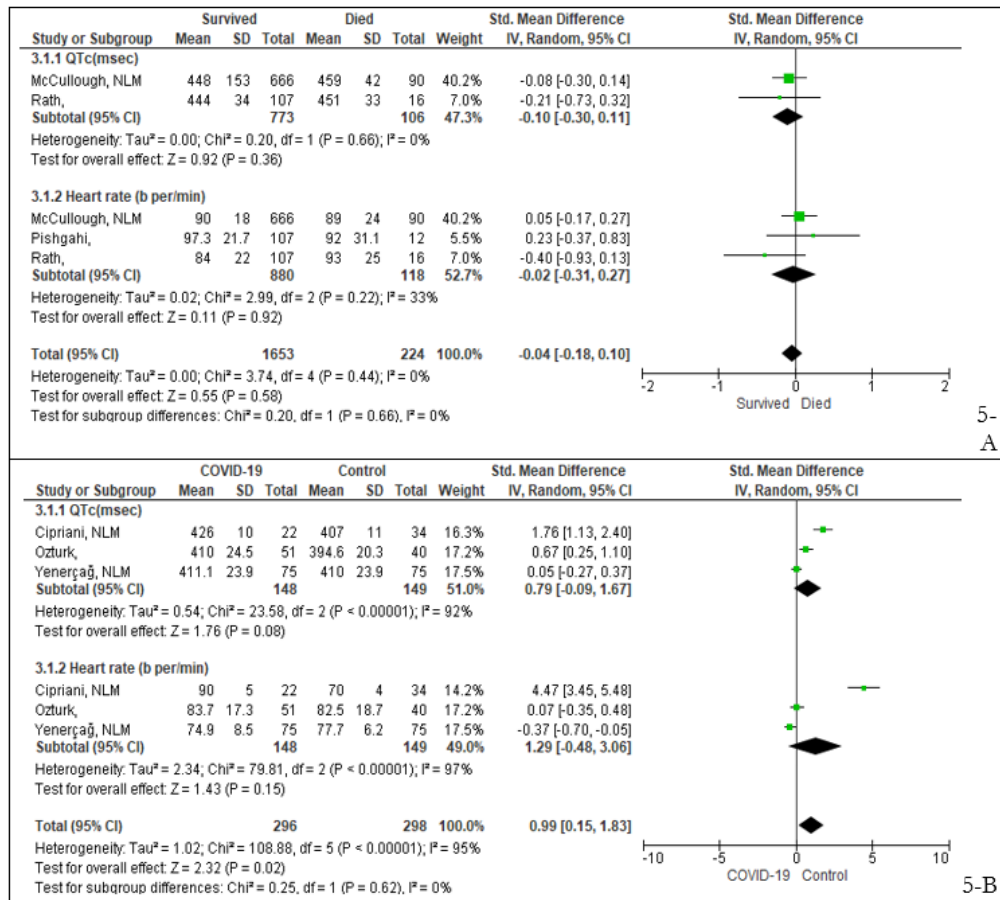 Survived Died Std. Mean Difference Std. Mean Difference
Study or Subgroup Mean SD Total Mean SD Total Weight IV, Random, 95% CI IV, Random, 95% CI
3.1.1 QTc(msec)
McCullough, NLM 448 153 666 459 42 90 40.2% -0.08 [-0.30, 0.14]
Rath, 444 34 107 451 33 16 7.0% -0.21 [-0.73, 0.32]
Subtotal (95% CI) 773 106 47.3% -0.10 [-0.30, 0.11]
Heterogeneity: Tau² = 0.00; Chi² = 0.20, df = 1 (P = 0.66); I² = 0%
Test for overall effect: Z = 0.92 (P = 0.36)
3.1.2 Heart rate (b per/min)
McCullough, NLM 90 18 666 89 24 90 40.2% 0.05 [-0.17, 0.27]
Pishgahi, 97.3 21.7 107 92 31.1 12 5.5% 0.23 [-0.37, 0.83]
Rath, 84 22 107 93 25 16 7.0% -0.40 [-0.93, 0.13]
Subtotal (95% CI) 880 118 52.7% -0.02 [-0.31, 0.27]
Heterogeneity: Tau² = 0.02; Chi² = 2.99, df = 2 (P = 0.22); I² = 33%
Test for overall effect: Z = 0.11 (P = 0.92)
Total (95% CI) 1653 224 100.0% -0.04 [-0.18, 0.10]
Heterogeneity: Tau² = 0.00; Chi² = 3.74, df = 4 (P = 0.44); I² = 0%
Test for overall effect: Z = 0.55 (P = 0.58)
Test for subgroup differences: Chi² = 0.20, df = 1 (P = 0.66), I² = 0%
-2 -1 0 1 2
Survived Died
5-
A
COVID-19 Control Std. Mean Difference Std. Mean Difference
Study or Subgroup Mean SD Total Mean SD Total Weight IV, Random, 95% CI IV, Random, 95% CI
3.1.1 QTc(msec)
Cipriani, NLM 426 10 22 407 11 34 16.3% 1.76 [1.13, 2.40]
Ozturk, 410 24.5 51 394.6 20.3 40 17.2% 0.67 [0.25, 1.10]
Yenerçağ, NLM 411.1 23.9 75 410 23.9 75 17.5% 0.05 [-0.27, 0.37]
Subtotal (95% CI) 148 149 51.0% 0.79 [-0.09, 1.67]
Heterogeneity: Tau² = 0.54; Chi² = 23.58, df = 2 (P < 0.00001); I² = 92%
Test for overall effect: Z = 1.76 (P = 0.08)
3.1.2 Heart rate (b per/min)
Cipriani, NLM 90 5 22 70 4 34 14.2% 4.47 [3.45, 5.48]
Ozturk, 83.7 17.3 51 82.5 18.7 40 17.2% 0.07 [-0.35, 0.48]
Yenerçağ, NLM 74.9 8.5 75 77.7 6.2 75 17.5% -0.37 [-0.70, -0.05]
Subtotal (95% CI) 148 149 49.0% 1.29 [-0.48, 3.06]
Heterogeneity: Tau² = 2.34; Chi² = 79.81, df = 2 (P < 0.00001); I² = 97%
Test for overall effect: Z = 1.43 (P = 0.15)
Total (95% CI) 296 298 100.0% 0.99 [0.15, 1.83]
Heterogeneity: Tau² = 1.02; Chi² = 108.88, df = 5 (P < 0.00001); I² = 95%
Test for overall effect: Z = 2.32 (P = 0.02)
Test for subgroup differences: Chi² = 0.25, df = 1 (P = 0.62), I² = 0%
-10 -5 0 5 10
COVID-19 Control
5-B